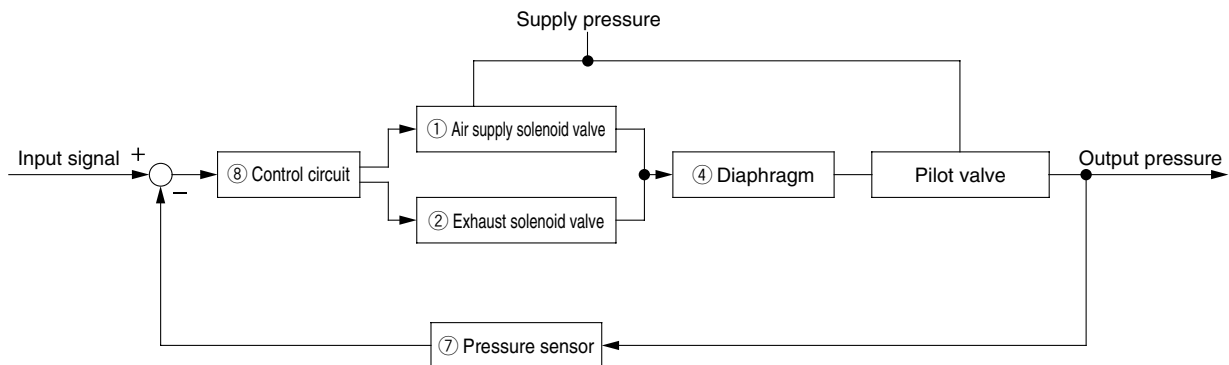 Supply pressure
① Air supply solenoid valve
Input signal
+
−
⑧ Control circuit
④ Diaphragm
Pilot valve
Output pressure
② Exhaust solenoid valve
⑦ Pressure sensor